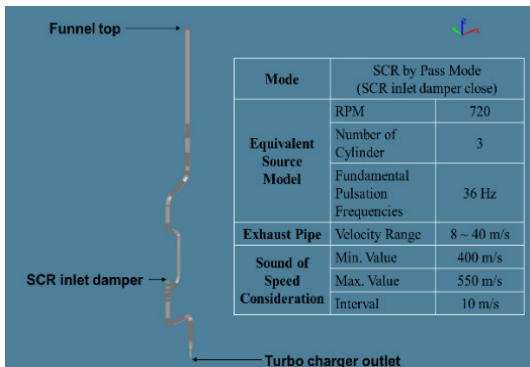 Funnel top
Mode
SCR by Pass Mode
(SCR inlet damper close)
Equivalent
Source
Model
RPM
720
Number of
Cylinder
3
Fundamental
Pulsation
Frequencies
36 Hz
Exhaust Pipe
Velocity Range
8 ~ 40 m/s
Sound of
Speed
Consideration
Min. Value
400 m/s
Max. Value
550 m/s
Interval
10 m/s
SCR inlet damper
Turbo charger outlet